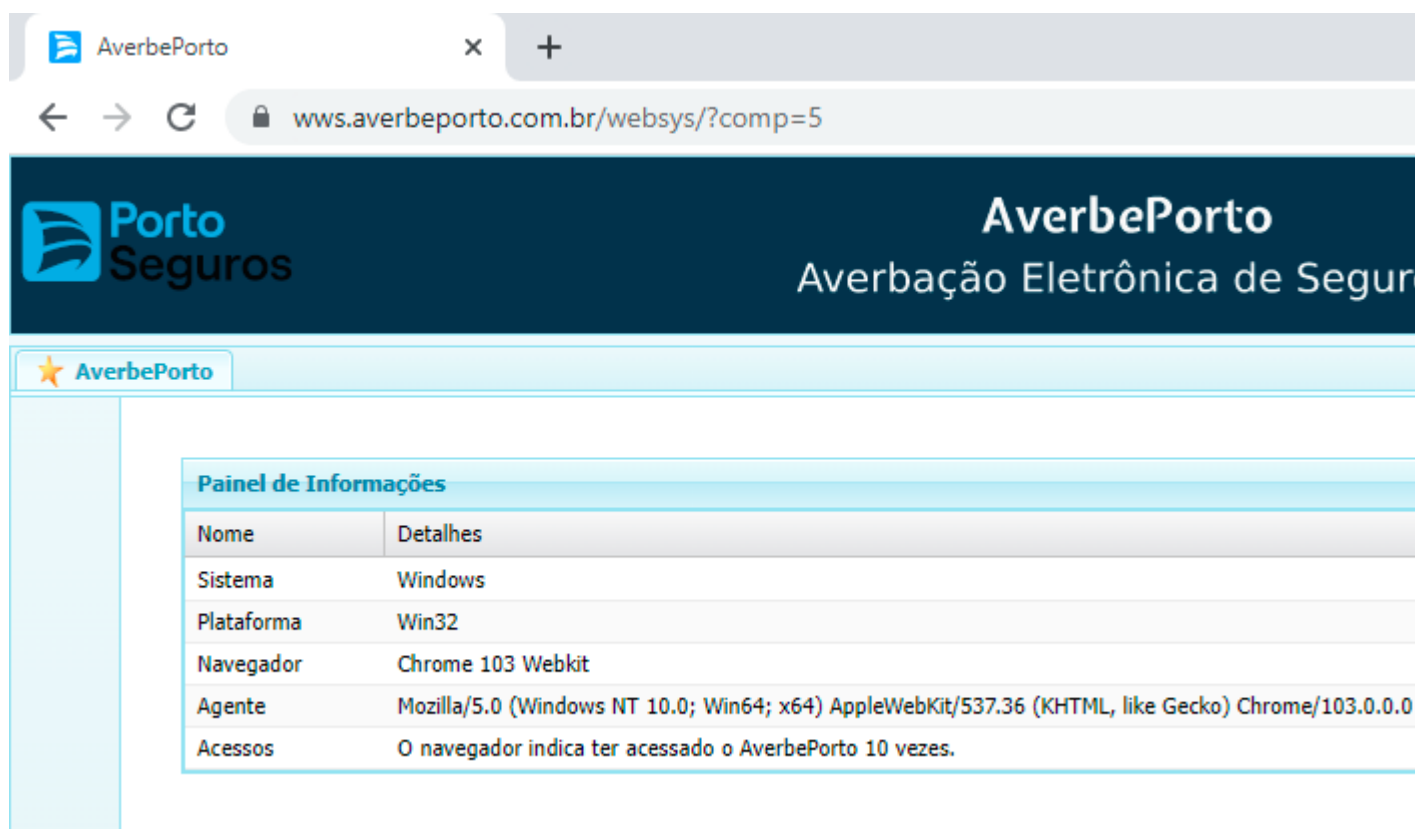 AverbePorto
wws.averbeporto.com.br/websys/?comp=5
Porto
Seguros
AverbePorto
Averbação Eletrônica de Segur
AverbePorto
Painel de Informações
Nome Detalhes
Sistema Windows
Plataforma Win32
Navegador Chrome 103 Webkit
Agente Mozilla/5.0 (Windows NT 10.0; Win64; x64) AppleWebKit/537.36 (KHTML, like Gecko) Chrome/103.0.0.0
Acessos O navegador indica ter acessado o AverbePorto 10 vezes.